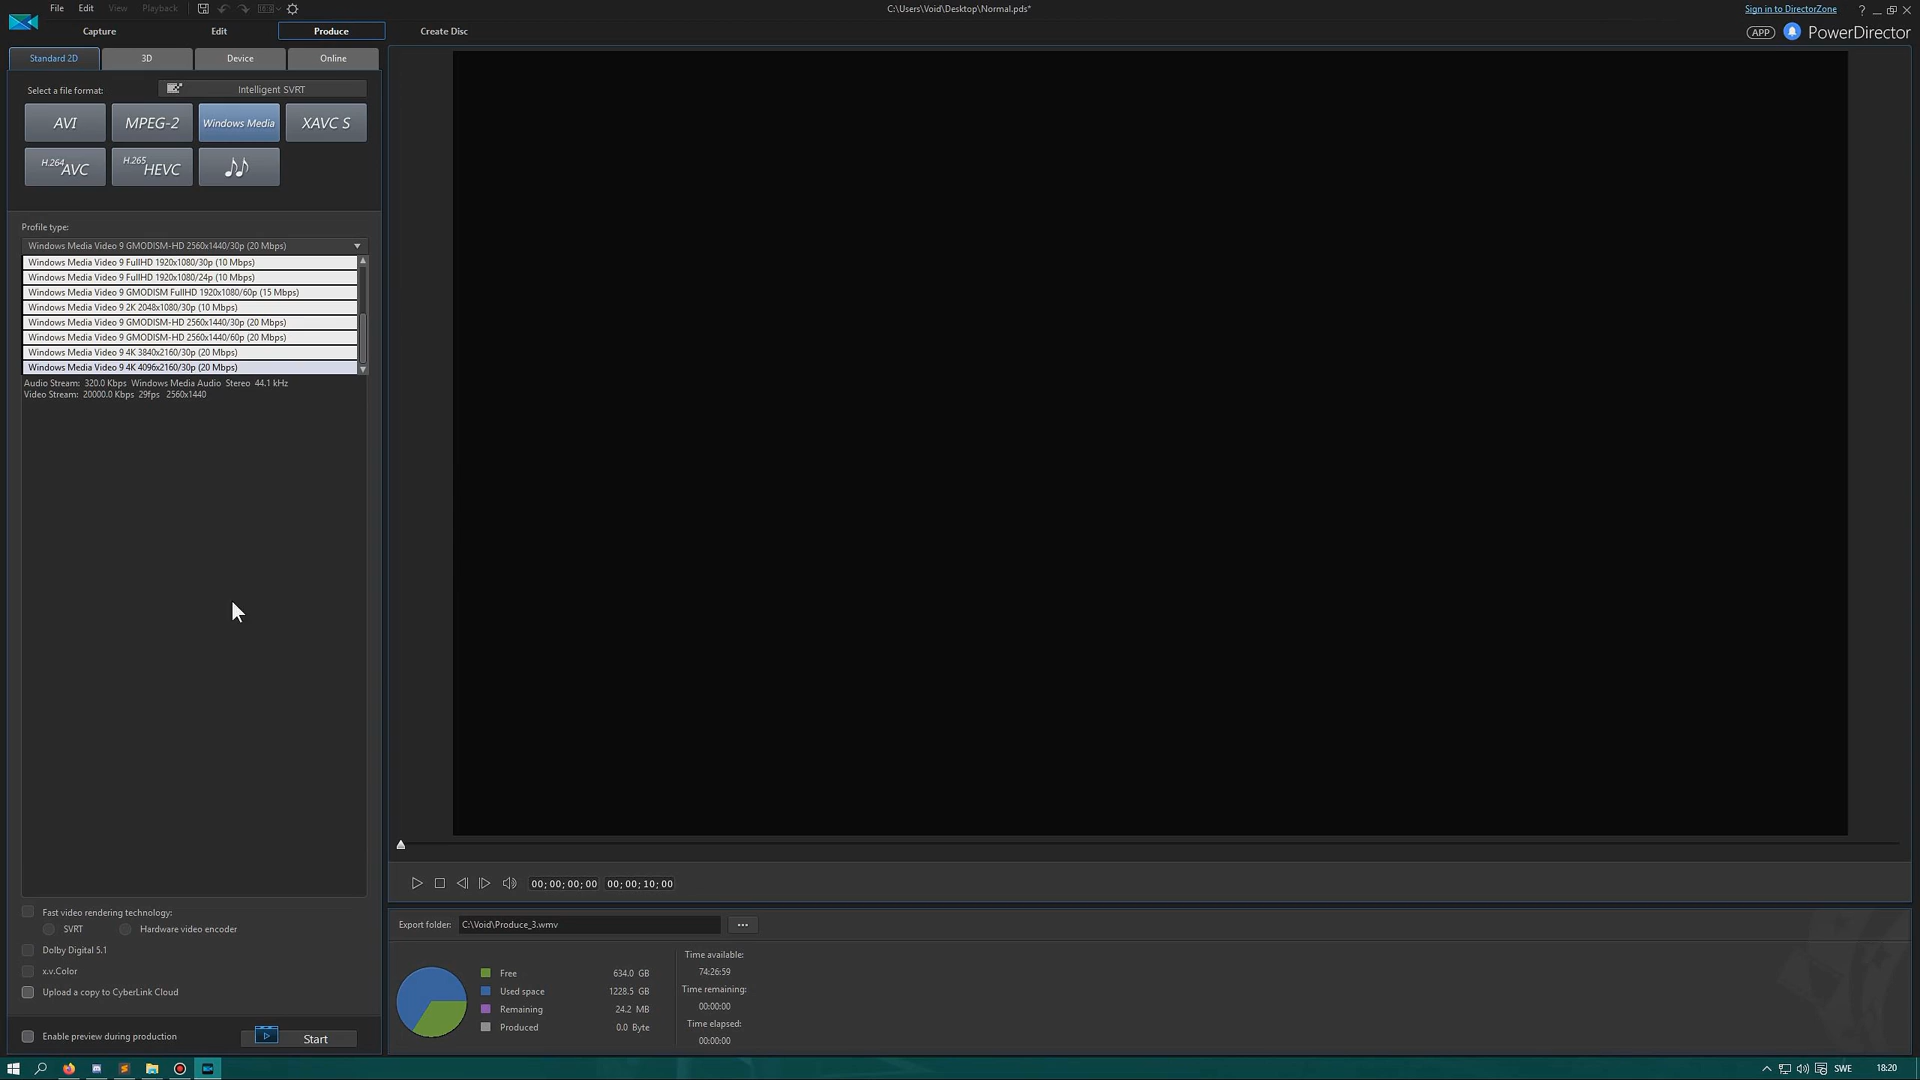 File Edit View Playback
C:\Users\Void\Desktop\Normal.pds*
Sign in to DirectorZone
?
Capture Edit Produce Create Disc
APP PowerDirector
Standard 2D 3D Device Online
Select a file format:
Intelligent SVRT
AVI MPEG-2 Windows Media XAVC S
H.264 AVC H.265 HEVC
Profile type:
Windows Media Video 9 GMODISM-HD 2560x1440/30p (20 Mbps)
Windows Media Video 9 FullHD 1920x1080/30p (10 Mbps)
Windows Media Video 9 FullHD 1920x1080/24p (10 Mbps)
Windows Media Video 9 GMODISM FullHD 1920x1080/60p (15 Mbps)
Windows Media Video 9 2K 2048x1080/30p (10 Mbps)
Windows Media Video 9 GMODISM-HD 2560x1440/30p (20 Mbps)
Windows Media Video 9 GMODISM-HD 2560x1440/60p (20 Mbps)
Windows Media Video 9 4K 3840x2160/30p (20 Mbps)
Windows Media Video 9 4K 4096x2160/30p (20 Mbps)
Audio Stream: 320.0 Kbps Windows Media Audio Stereo 44.1 kHz
Video Stream: 20000.0 Kbps 29fps 2560x1440
00;00;00;00 00;00;10;00
Fast video rendering technology:
SVRT Hardware video encoder
Dolby Digital 5.1
x.v.Color
Upload a copy to CyberLink Cloud
Enable preview during production
Start
Export folder: C:\Void\Produce_3.wmv ...
Free 634.0 GB
Used space 1228.5 GB
Remaining 24.2 MB
Produced 0.0 Byte
Time available:
74:26:59
Time remaining:
00:00:00
Time elapsed:
00:00:00
SWE 18:20